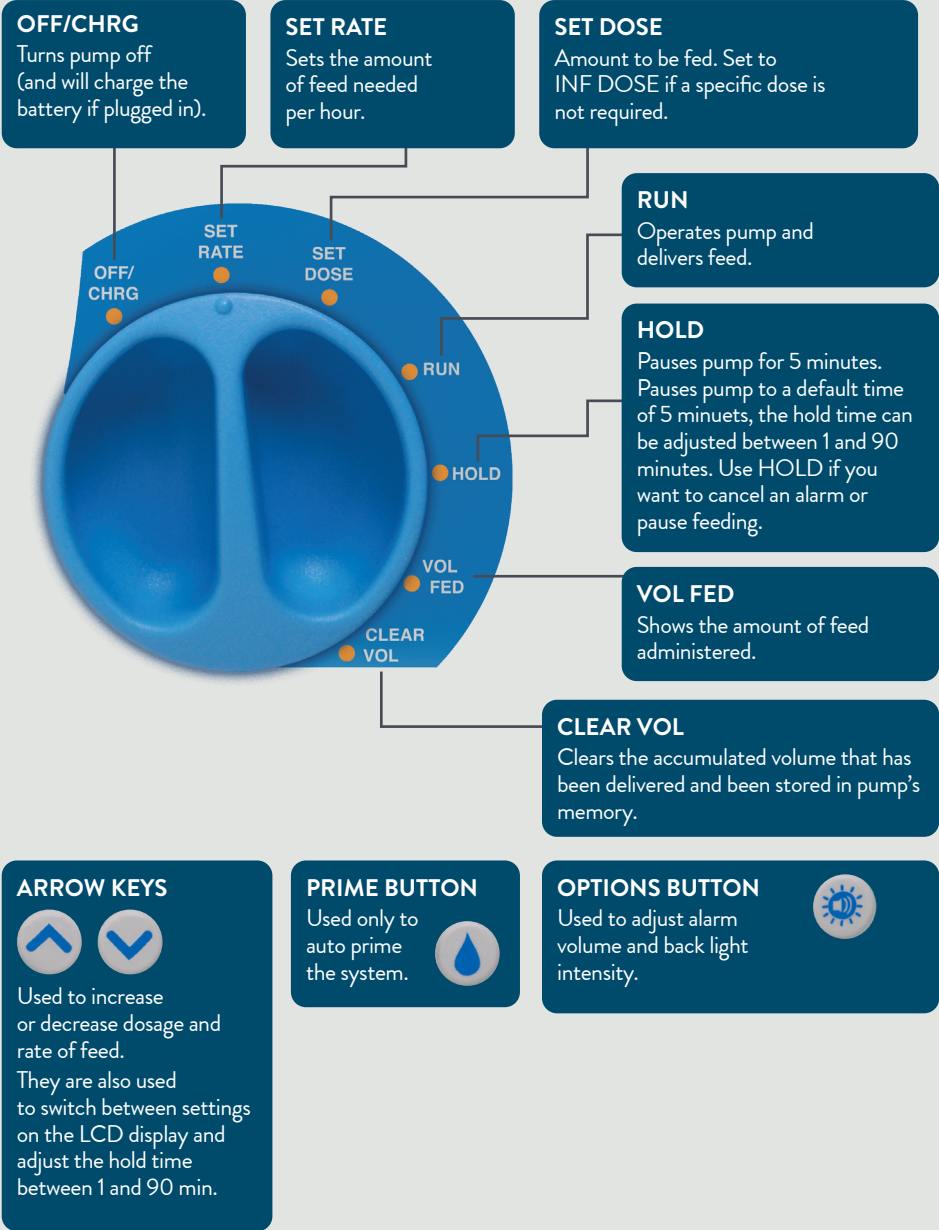 OFF/CHRG
Turns pump off
(and will charge the
battery if plugged in).
SET RATE
Sets the amount
of feed needed
per hour.
SET DOSE
Amount to be fed. Set to
INF DOSE if a specific dose is
not required.
OFF/
CHRG
SET
RATE
SET
DOSE
RUN
HOLD
VOL
FED
CLEAR
VOL
RUN
Operates pump and
delivers feed.
HOLD
Pauses pump for 5 minutes.
Pauses pump to a default time
of 5 minuets, the hold time can
be adjusted between 1 and 90
minutes. Use HOLD if you
want to cancel an alarm or
pause feeding.
VOL FED
Shows the amount of feed
administered.
CLEAR VOL
Clears the accumulated volume that has
been delivered and been stored in pump's
memory.
ARROW KEYS
Used to increase
or decrease dosage and
rate of feed.
They are also used
to switch between settings
on the LCD display and
adjust the hold time
between 1 and 90 min.
PRIME BUTTON
Used only to
auto prime
the system.
OPTIONS BUTTON
Used to adjust alarm
volume and back light
intensity.